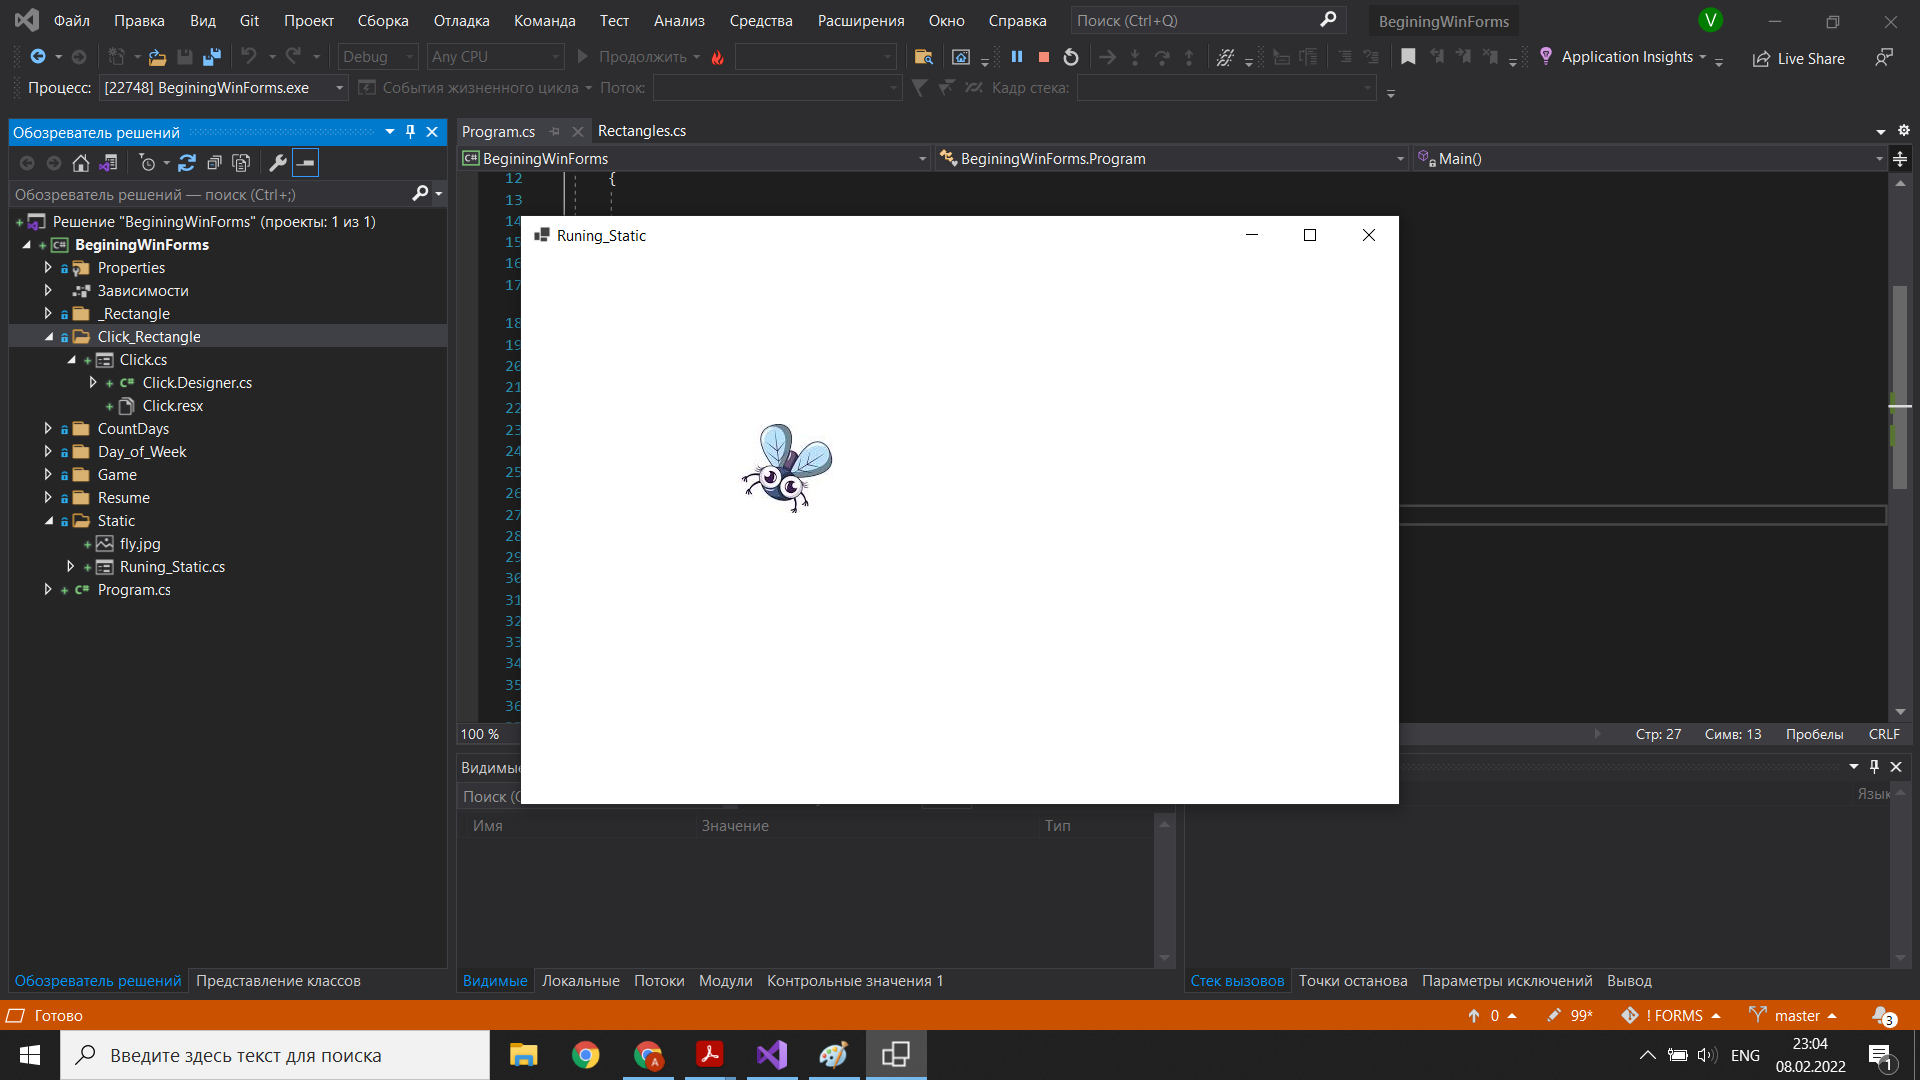 Файл Правка Вид Git Проект Сборка Отладка Команда Тест Анализ Средства Расширения Окно Справка Поиск (Ctrl+Q) BeginingWinForms V
Debug Any CPU Продолжить Application Insights Live Share
Процесс: [22748] BeginingWinForms.exe События жизненного цикла Поток: Кадр стека:
Обозреватель решений
Обозреватель решений — поиск (Ctrl+;)
Решение "BeginingWinForms" (проекты: 1 из 1)
BeginingWinForms
Properties
Зависимости
_Rectangle
Click_Rectangle
Click.cs
Click.Designer.cs
Click.resx
CountDays
Day_of_Week
Game
Resume
Static
fly.jpg
Runing_Static.cs
Program.cs
Обозреватель решений Представление классов
Program.cs Rectangles.cs
BeginingWinForms BeginingWinForms.Program Main()
12 {
13
14
15
16
17
18
19
20
21
22
23
24
25
26
27
28
29
30
31
32
33
34
35
36
Runing_Static
100 % Стр: 27 Симв: 13 Пробелы CRLF
Видимые
Поиск (C
Имя Значение Тип
Язык
Видимые Локальные Потоки Модули Контрольные значения 1
Стек вызовов Точки останова Параметры исключений Вывод
Готово 0 99* ! FORMS master 3
Введите здесь текст для поиска A ENG 23:04
08.02.2022 1